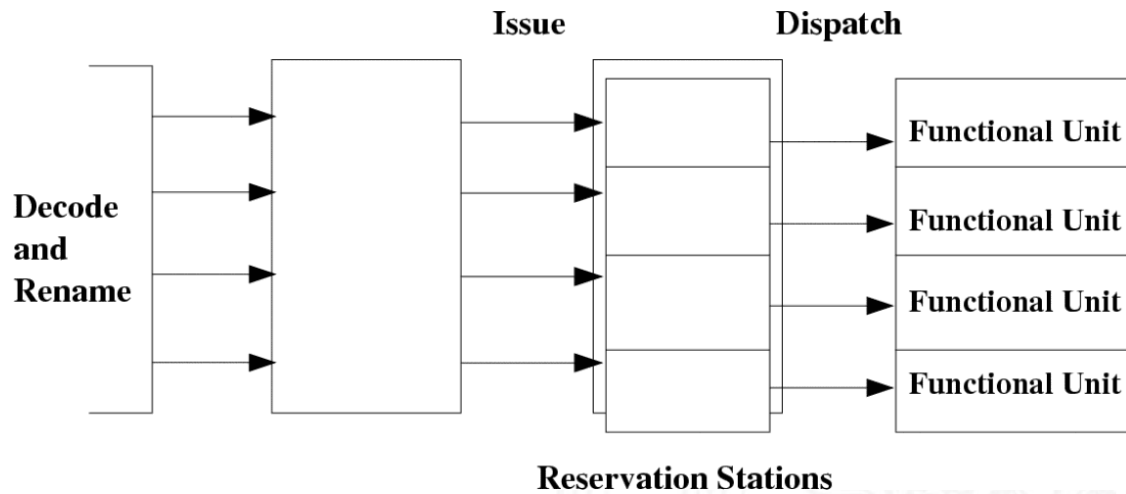 Issue
Dispatch
Decode
and
Rename
Functional Unit
Functional Unit
Functional Unit
Functional Unit
Reservation Stations